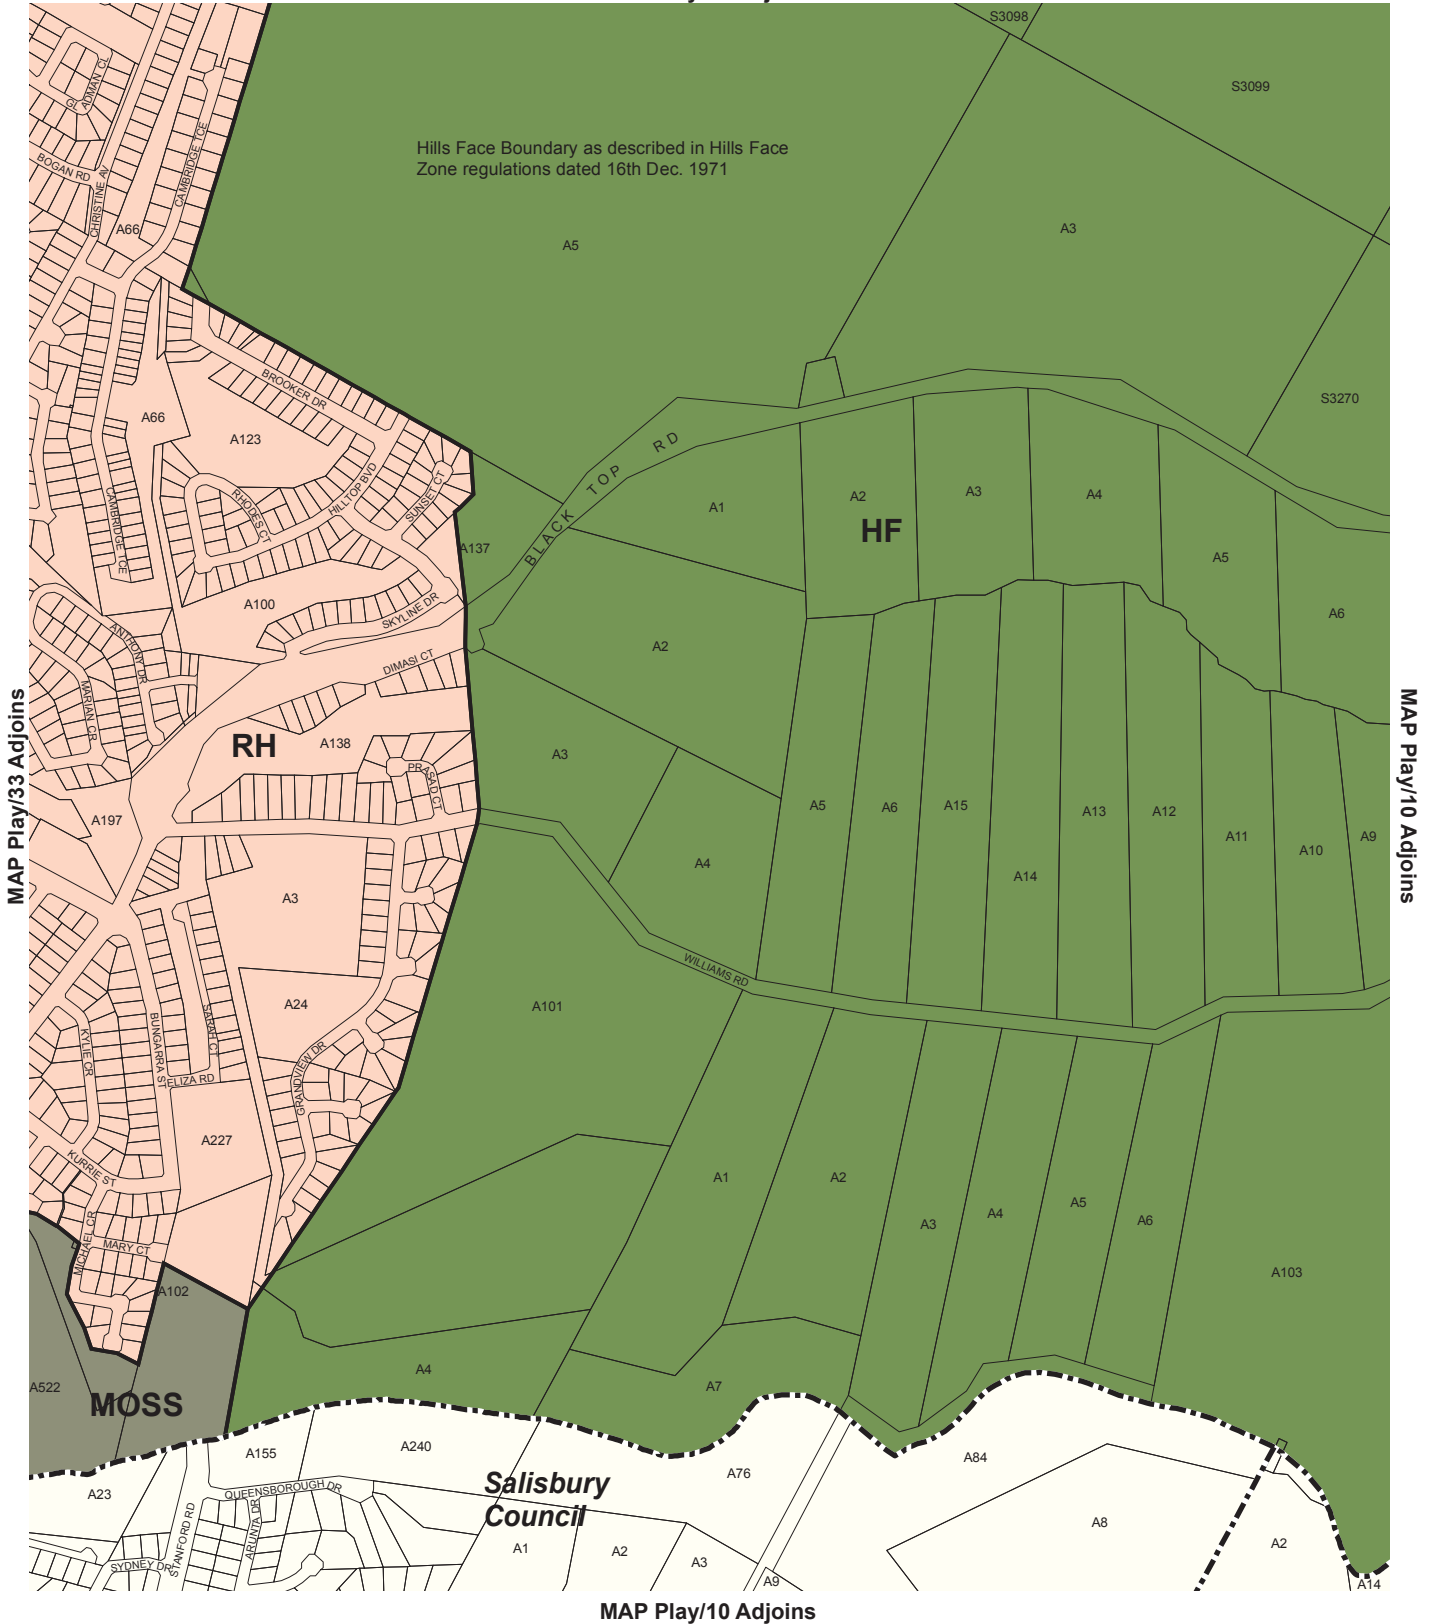 S3098
S3099
GLADMAN CL
BOGAN RD
CHRISTINE AV
CAMBRIDGE TCE
A66
Hills Face Boundary as described in Hills Face
Zone regulations dated 16th Dec. 1971
A5
A3
S3270
A66
BROOKER DR
A123
HILLTOP BVD
SUNSET CT
RHODES CT
CAMBRIDGE TCE
BLACK TOP RD
A137
A1
A2
A3
A4
HF
A5
A6
A100
SKYLINE DR
DIMASI CT
ANTHONY DR
MARIAN CR
A2
MAP Play/33 Adjoins
MAP Play/10 Adjoins
RH
A138
PRASAD CT
A197
A3
A4
A5
A6
A15
A14
A13
A12
A11
A10
A9
A3
A24
WILLIAMS RD
A101
KYLIE CR
BUNGARRA ST
SARAH CT
ELIZA RD
GRANDVIEW DR
A227
KURRIE ST
MICHAEL CR
MARY CT
A102
A1
A2
A3
A4
A5
A6
A103
A522
MOSS
A4
A7
A155
A240
A23
QUEENSBOROUGH DR
STANFORD RD
ARUNTA DR
SYDNEY DR
Salisbury
Council
A76
A84
A8
A1
A2
A3
A9
A2
A14
MAP Play/10 Adjoins